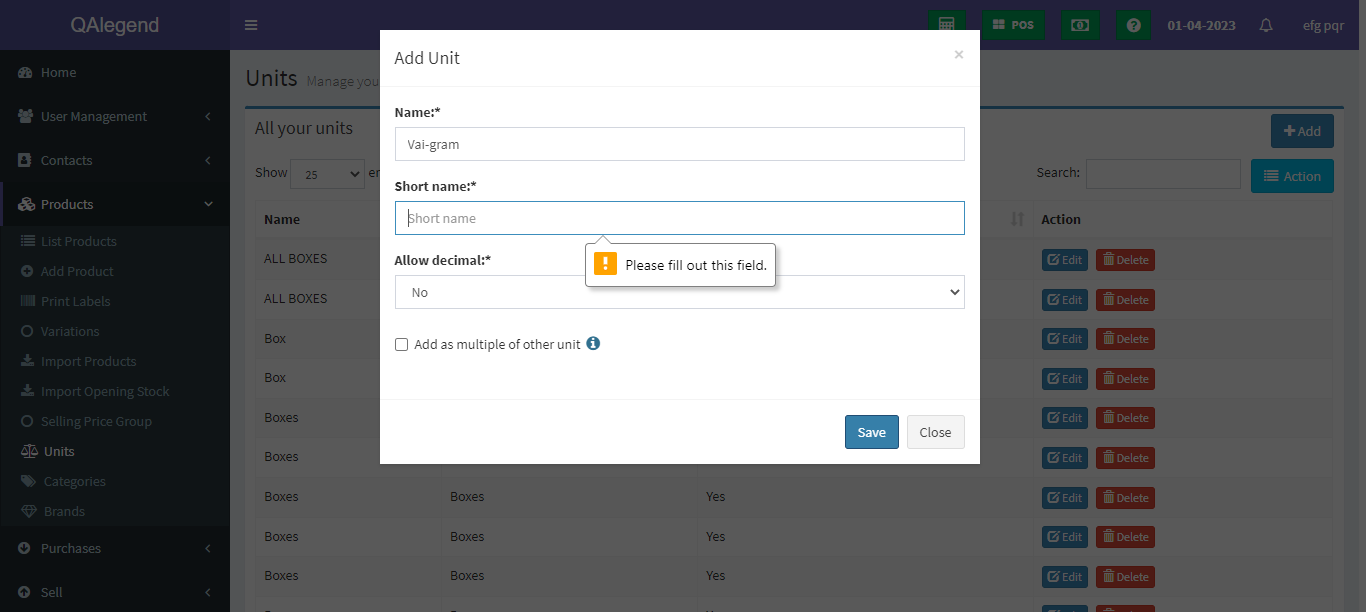 QAlegend
POS
01-04-2023
efg pqr
Home
User Management
Contacts
Products
List Products
Add Product
Print Labels
Variations
Import Products
Import Opening Stock
Selling Price Group
Units
Categories
Brands
Purchases
Sell
Units Manage you
All your units
Add
Show 25 en
Search:
Action
Name
Action
ALL BOXES
Edit Delete
ALL BOXES
Edit Delete
Box
Edit Delete
Box
Edit Delete
Boxes
Edit Delete
Boxes
Edit Delete
Boxes Boxes Yes Edit Delete
Boxes Boxes Yes Edit Delete
Boxes Boxes Yes Edit Delete
Add Unit
×
Name:*
Vai-gram
Short name:*
Short name
Please fill out this field.
Allow decimal:*
No
Add as multiple of other unit
Save
Close